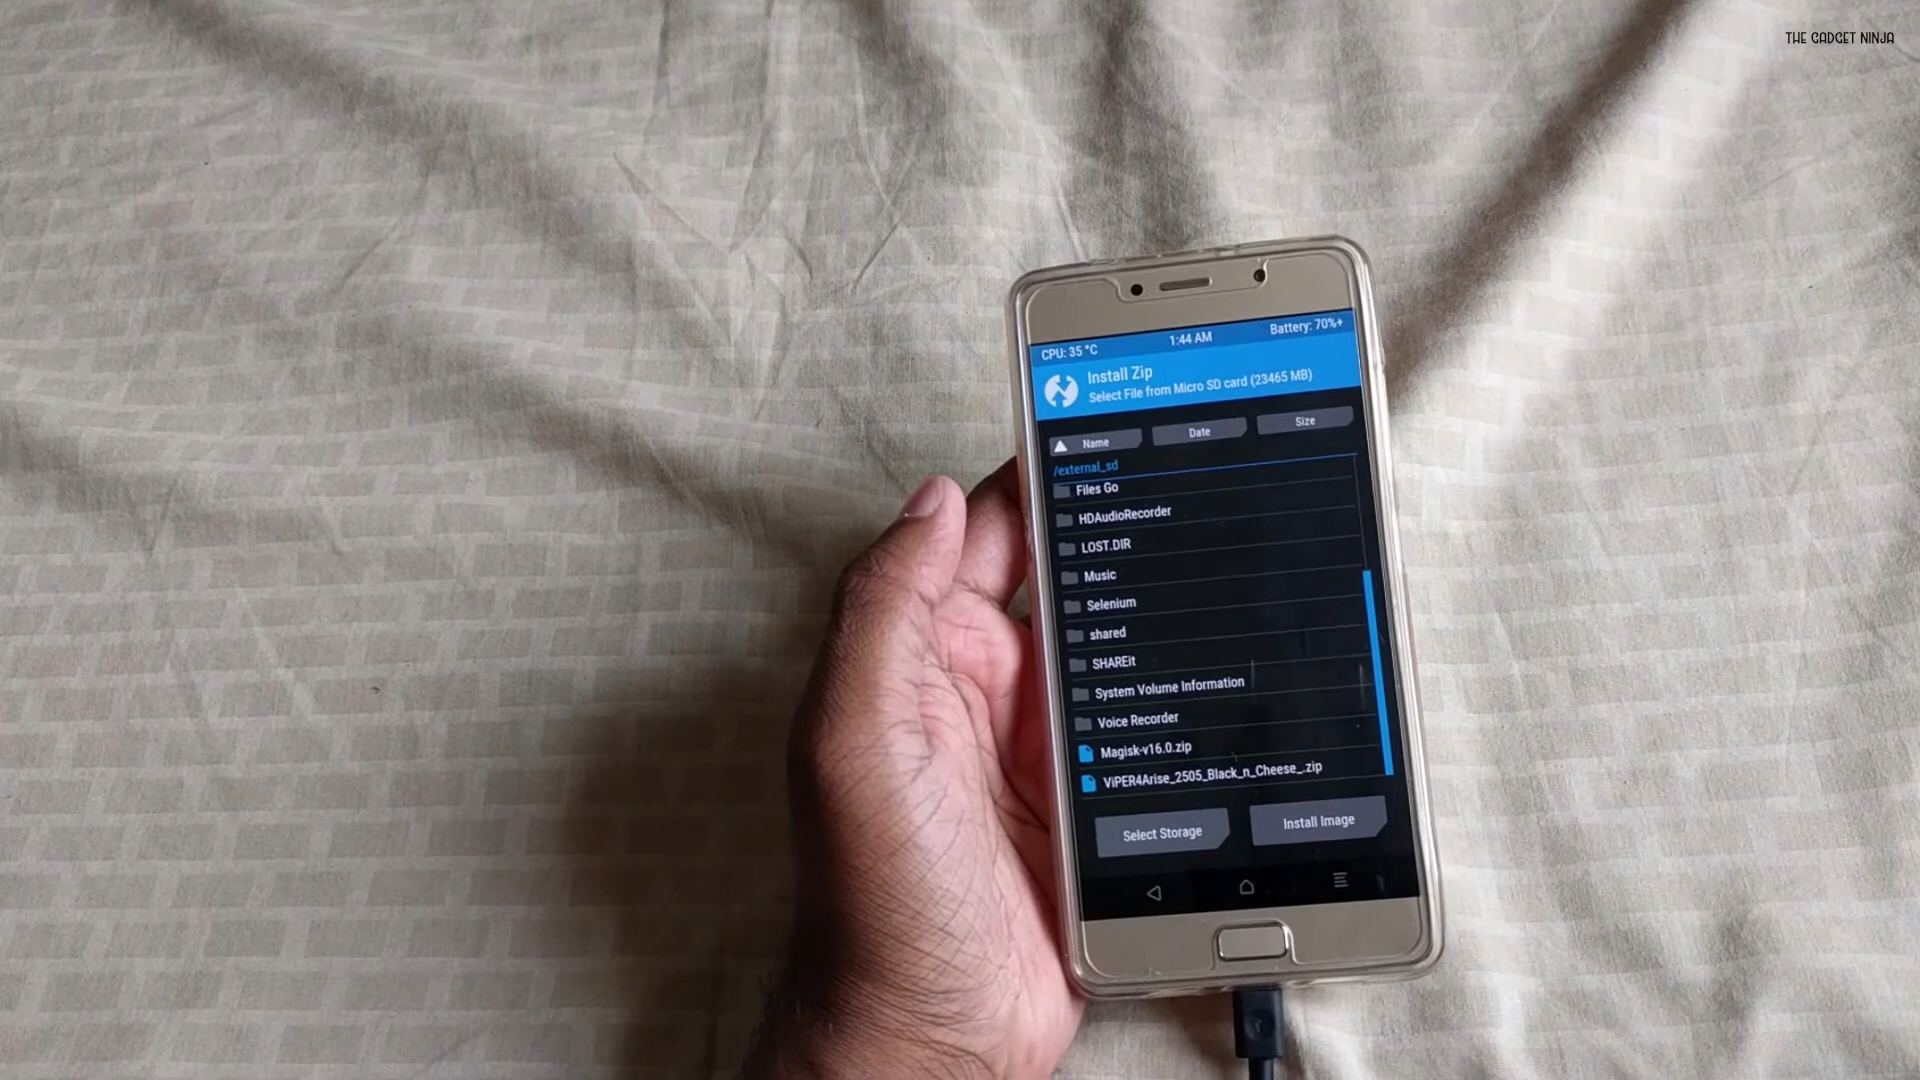 THE GADGET NINJA
CPU: 35 °C
1:44 AM
Battery: 70%+
Install Zip
Select File from Micro SD card (23465 MB)
Name
Date
Size
/external_sd
Files Go
HDAudioRecorder
LOST.DIR
Music
Selenium
shared
SHAREit
System Volume Information
Voice Recorder
Magisk-v16.0.zip
ViPER4Arise_2505_Black_n_Cheese_.zip
Select Storage
Install Image